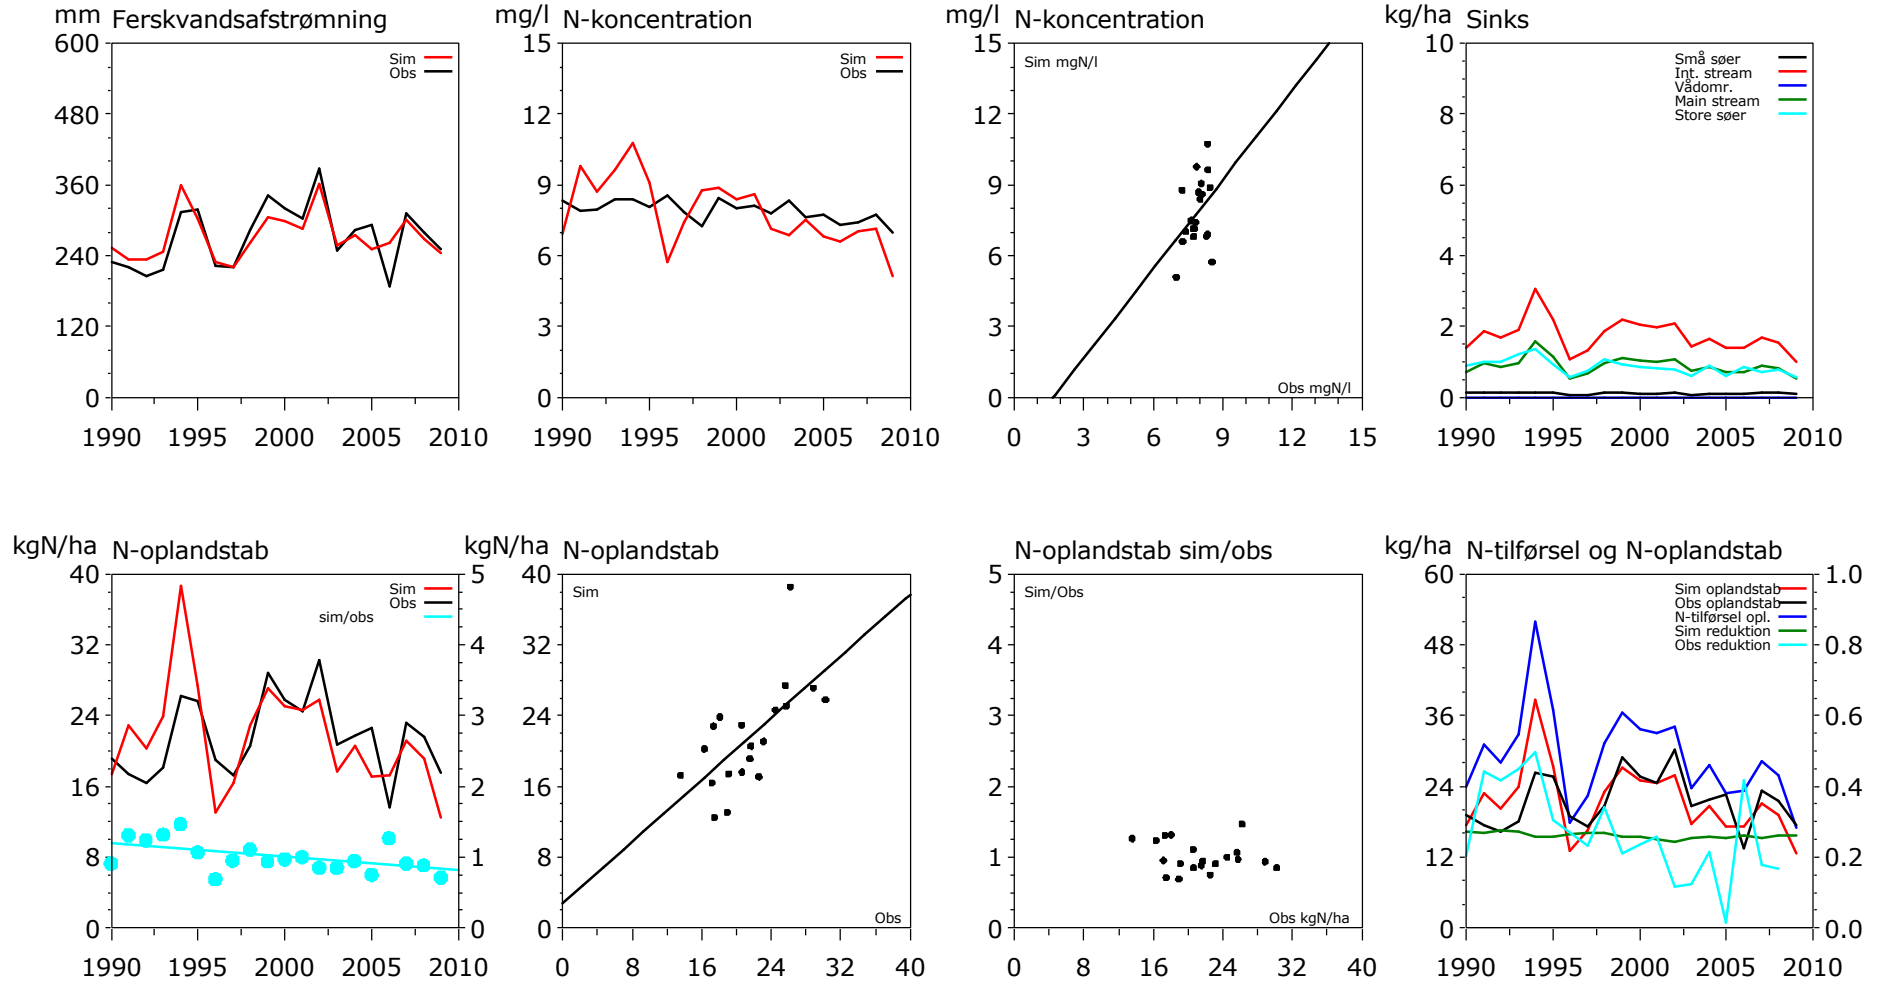 mm Ferskvandsafstrømning
600
480
360
240
120
0
Sim
Obs
1990 1995 2000 2005 2010
mg/l N-koncentration
15
12
9
6
3
0
Sim
Obs
1990 1995 2000 2005 2010
mg/l N-koncentration
15
12
9
6
3
0
Sim mgN/l
Obs mgN/l
0 3 6 9 12 15
kg/ha Sinks
10
8
6
4
2
0
Små søer
Int. stream
Vådomr.
Main stream
Store søer
1990 1995 2000 2005 2010
kgN/ha N-oplandstab
40
32
24
16
8
0
Sim
Obs
sim/obs
5
4
3
2
1
0
1990 1995 2000 2005 2010
kgN/ha N-oplandstab
40
32
24
16
8
0
Sim
Obs
0 8 16 24 32 40
N-oplandstab sim/obs
5
4
3
2
1
0
Sim/Obs
Obs kgN/ha
0 8 16 24 32 40
kg/ha N-tilførsel og N-oplandstab
60
48
36
24
12
0
Sim oplandstab
Obs oplandstab
N-tilførsel opl.
Sim reduktion
Obs reduktion
1.0
0.8
0.6
0.4
0.2
0.0
1990 1995 2000 2005 2010